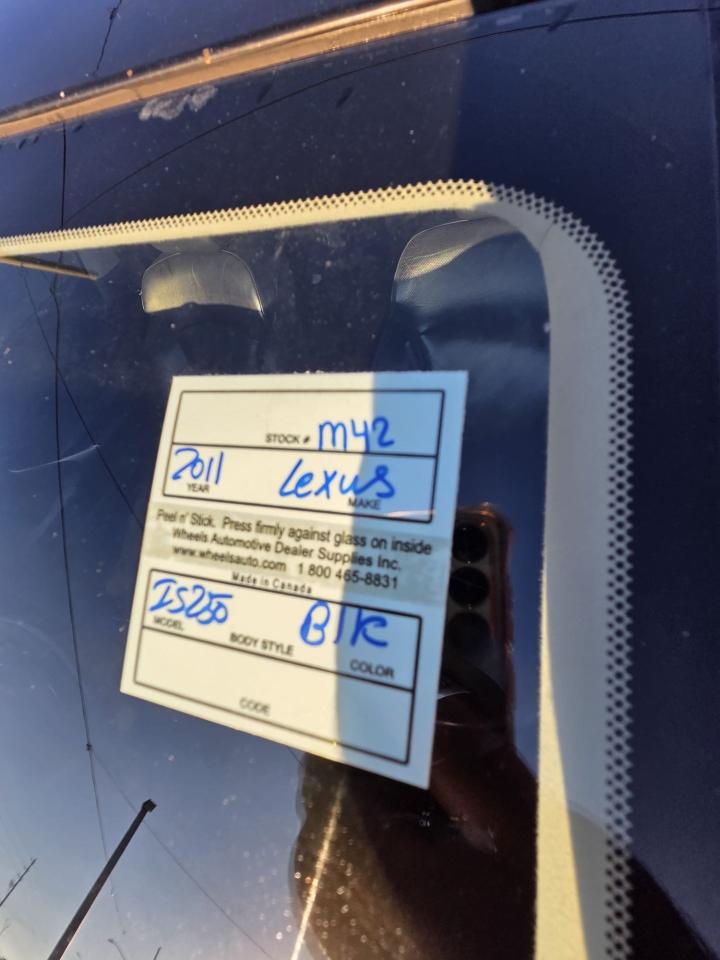 STOCK # M42
2011 Lexus
YEAR MAKE
Peel n' Stick. Press firmly against glass on inside
Wheels Automotive Dealer Supplies Inc.
www.wheelsauto.com 1 800 465-8831
Made in Canada
IS250 Blk
MODEL BODY STYLE COLOR
CODE